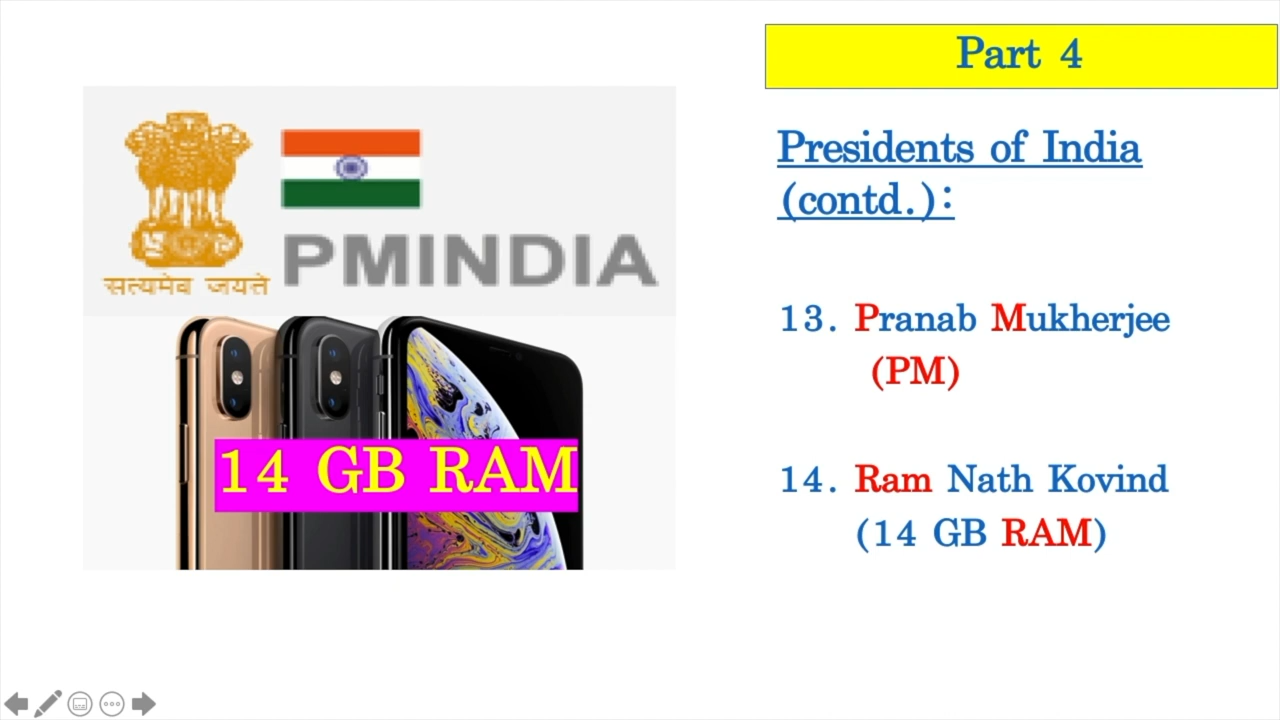 Part 4
सत्यमेव जयते
PMINDIA
14 GB RAM
Presidents of India
(contd.):
13. Pranab Mukherjee
(PM)
14. Ram Nath Kovind
(14 GB RAM)